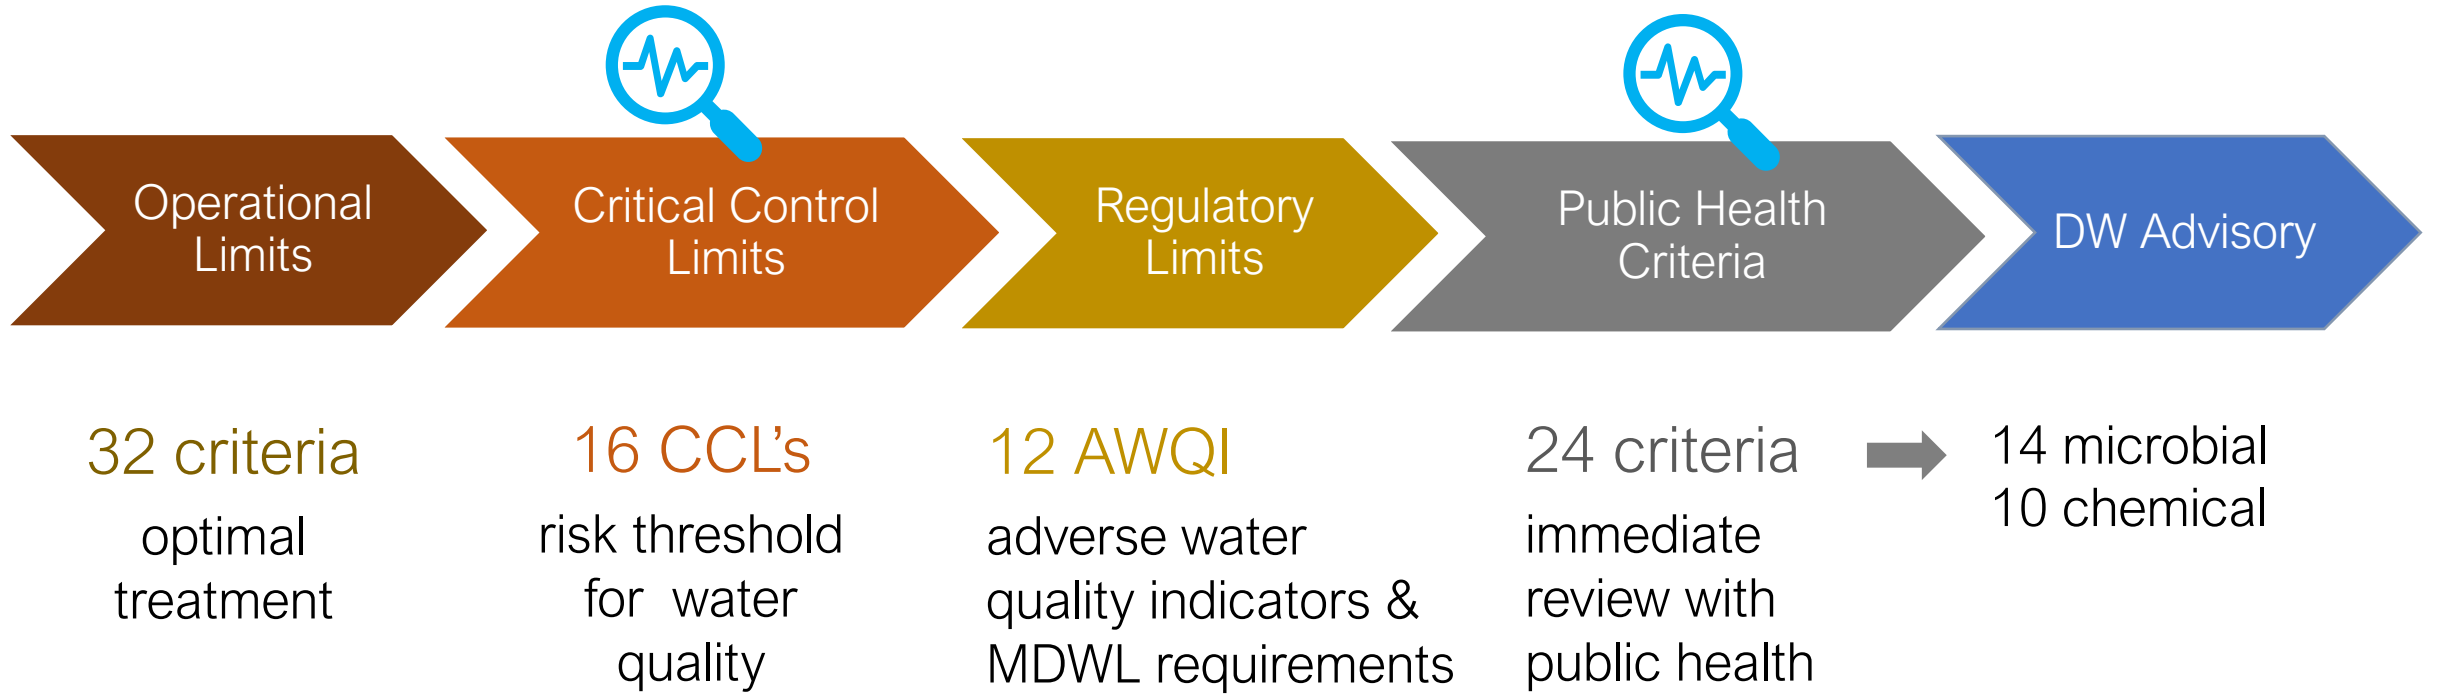 Operational
Limits
Critical Control
Limits
Regulatory
Limits
Public Health
Criteria
DW Advisory
32 criteria
optimal
treatment
16 CCL’s
risk threshold
for water
quality
12 AWQI
adverse water
quality indicators &
MDWL requirements
24 criteria
immediate
review with
public health
14 microbial
10 chemical